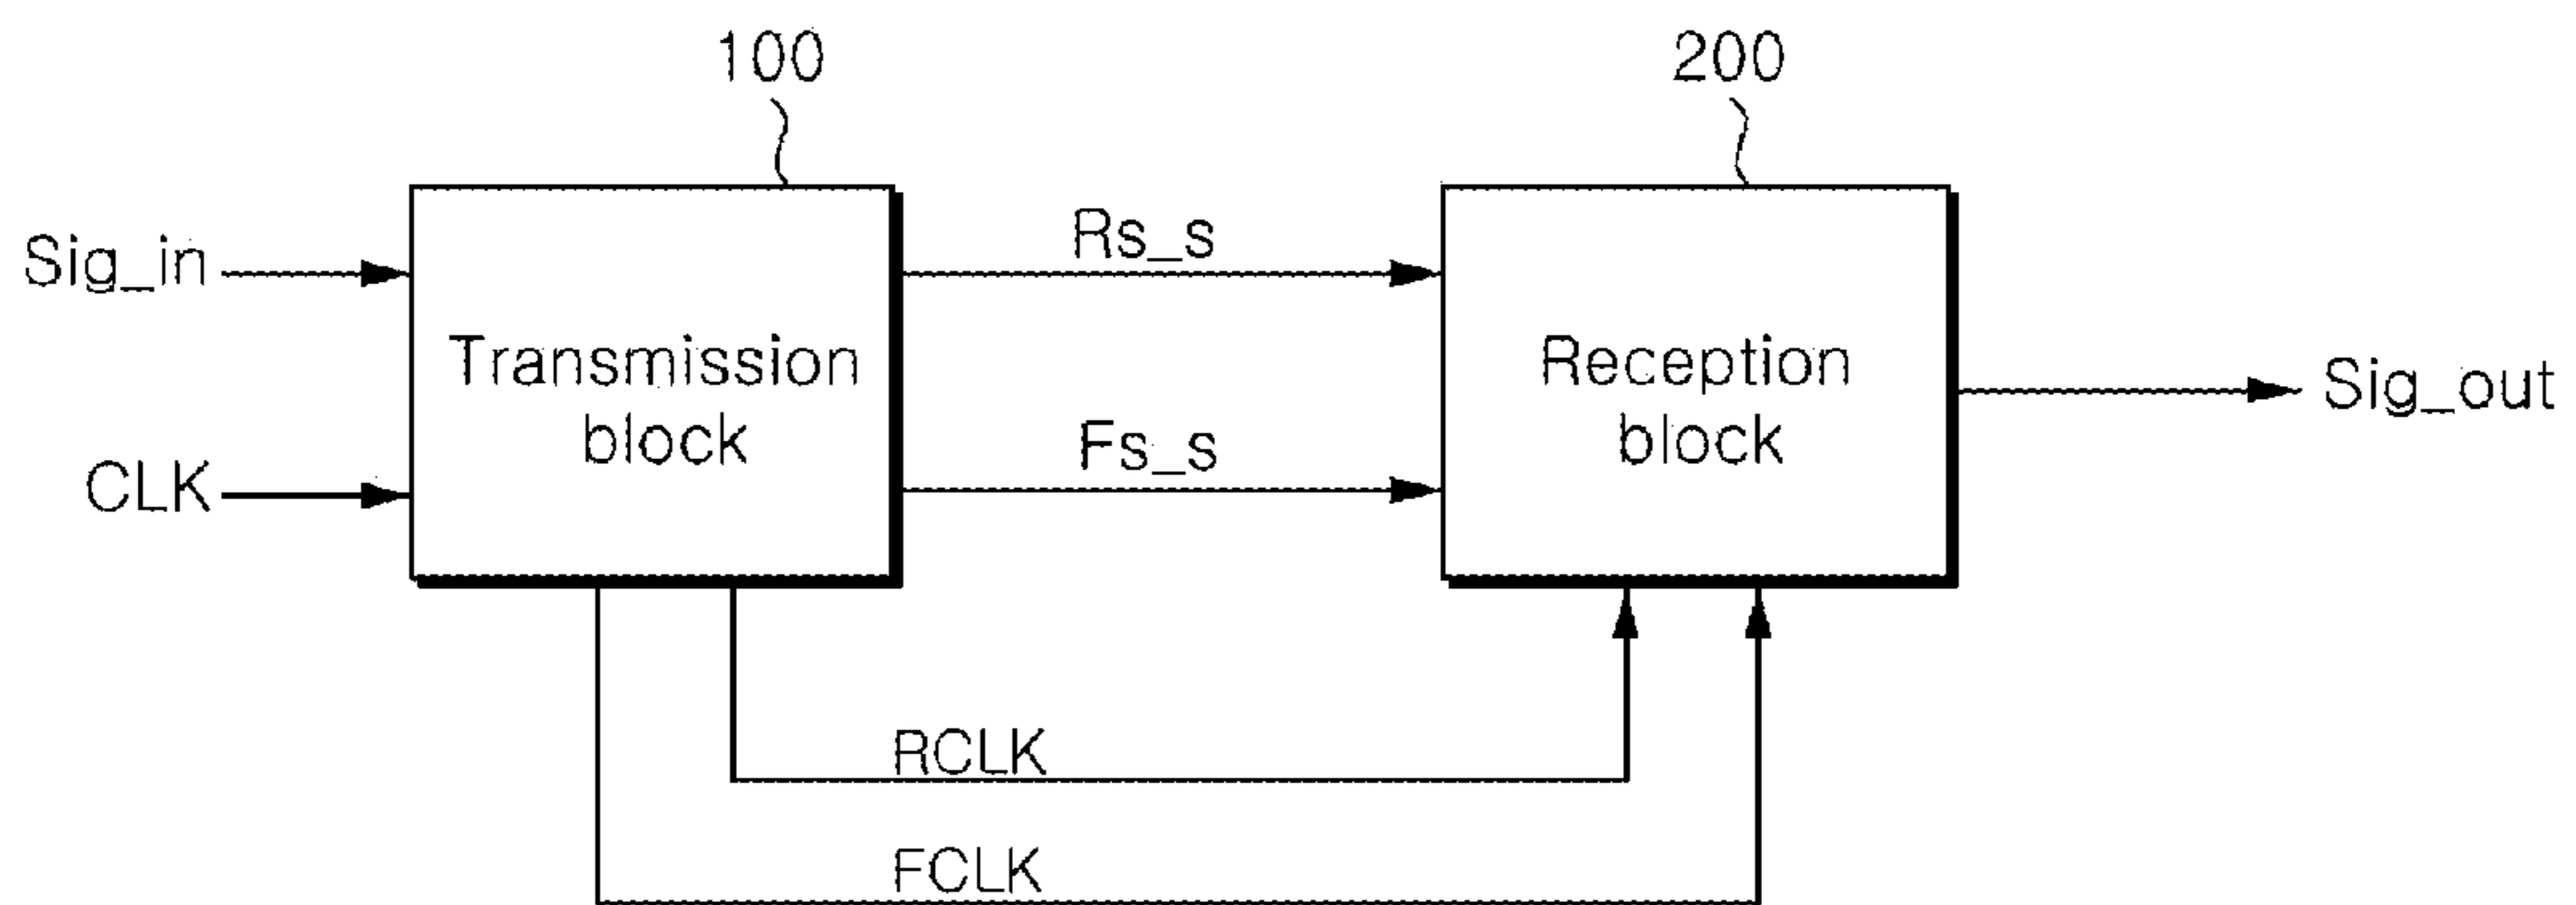 100
200
Sig_in
Rs_s
Transmission
block
Reception
block
Sig_out
CLK
Fs_s
RCLK
FCLK